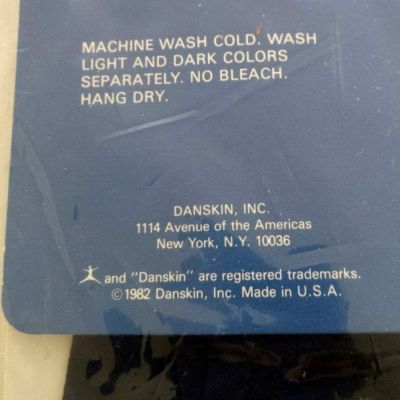 MACHINE WASH COLD. WASH
LIGHT AND DARK COLORS
SEPARATELY. NO BLEACH.
HANG DRY.
DANSKIN, INC.
1114 Avenue of the Americas
New York, N.Y. 10036
and "Danskin" are registered trademarks.
©1982 Danskin, Inc. Made in U.S.A.